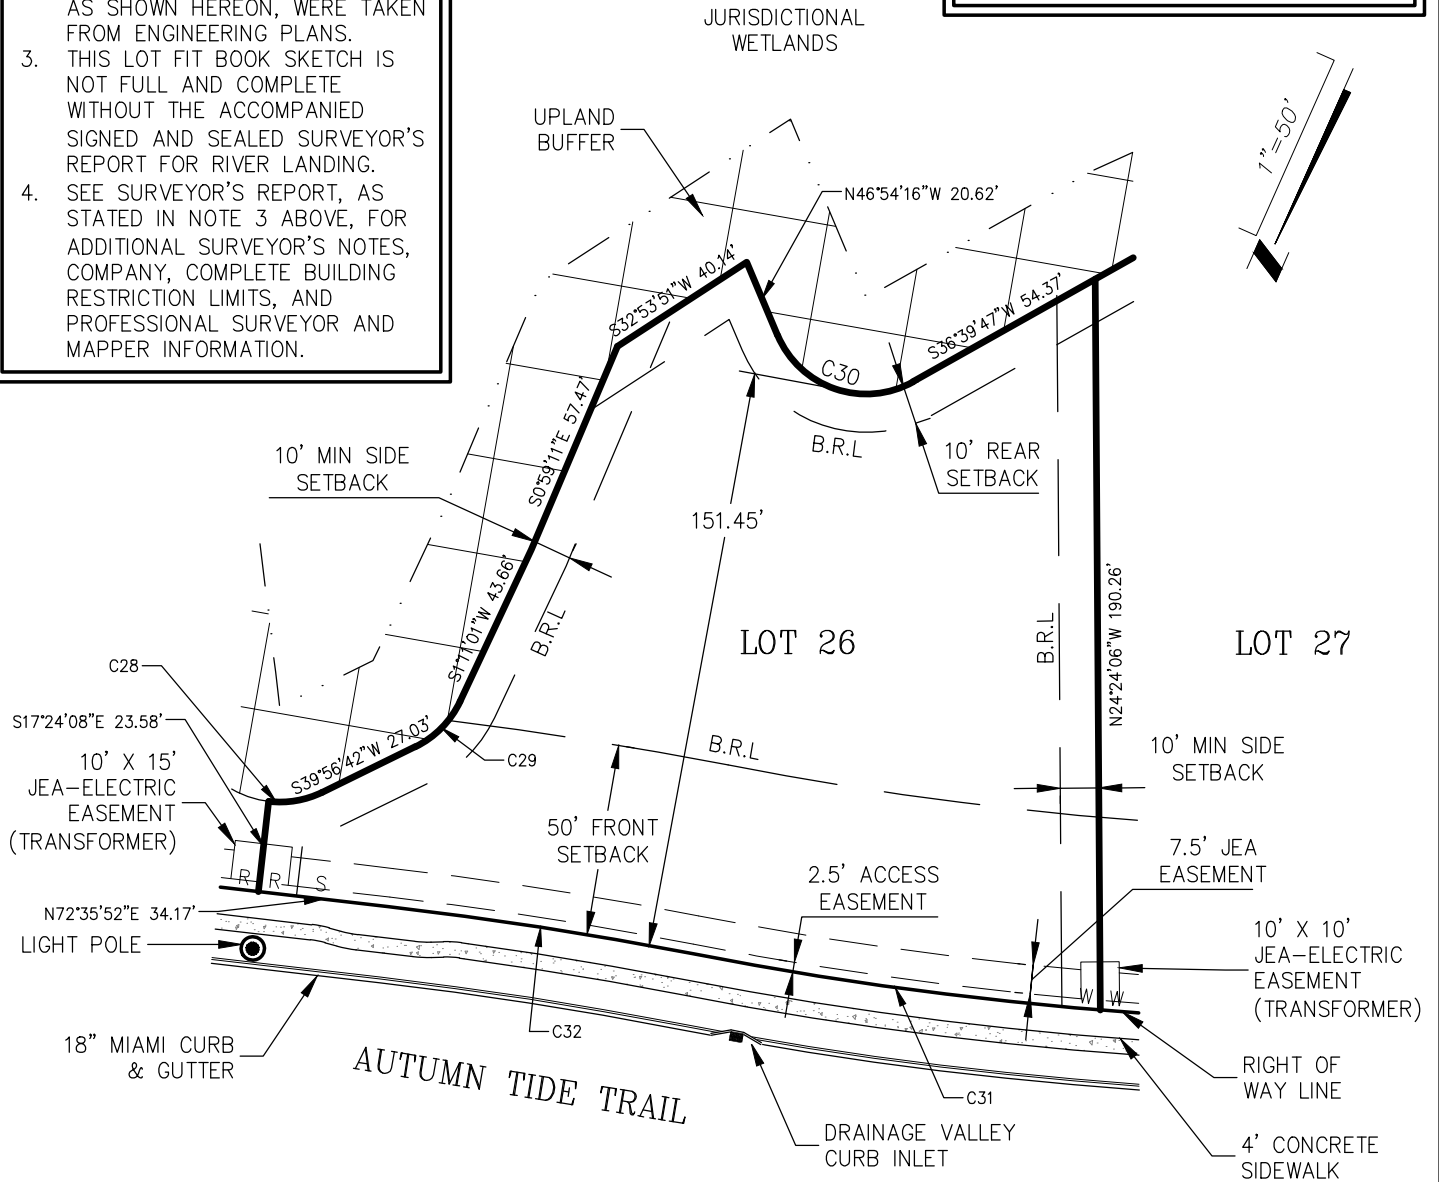 AS SHOWN HEREON, WERE TAKEN
FROM ENGINEERING PLANS.
3. THIS LOT FIT BOOK SKETCH IS
NOT FULL AND COMPLETE
WITHOUT THE ACCOMPANIED
SIGNED AND SEALED SURVEYOR'S
REPORT FOR RIVER LANDING.
4. SEE SURVEYOR'S REPORT, AS
STATED IN NOTE 3 ABOVE, FOR
ADDITIONAL SURVEYOR'S NOTES,
COMPANY, COMPLETE BUILDING
RESTRICTION LIMITS, AND
PROFESSIONAL SURVEYOR AND
MAPPER INFORMATION.
JURISDICTIONAL
WETLANDS
1"=50'
UPLAND
BUFFER
N46°54'16"W 20.62'
S32°53'51"W 40.14'
S36°39'47"W 54.37'
C30
B.R.L
10' REAR
SETBACK
S0°59'11"E 57.47'
10' MIN SIDE
SETBACK
151.45'
S1°11'01"W 43.66'
B.R.L
LOT 26
B.R.L
N24°24'06"W 190.26'
LOT 27
C28
S17°24'08"E 23.58'
S39°56'42"W 27.03'
C29
B.R.L
10' MIN SIDE
SETBACK
10' X 15'
JEA-ELECTRIC
EASEMENT
(TRANSFORMER)
50' FRONT
SETBACK
2.5' ACCESS
EASEMENT
7.5' JEA
EASEMENT
R R S
N72°35'52"E 34.17'
LIGHT POLE
10' X 10'
JEA-ELECTRIC
EASEMENT
(TRANSFORMER)
W W
18" MIAMI CURB
& GUTTER
C32
AUTUMN TIDE TRAIL
C31
RIGHT OF
WAY LINE
DRAINAGE VALLEY
CURB INLET
4' CONCRETE
SIDEWALK